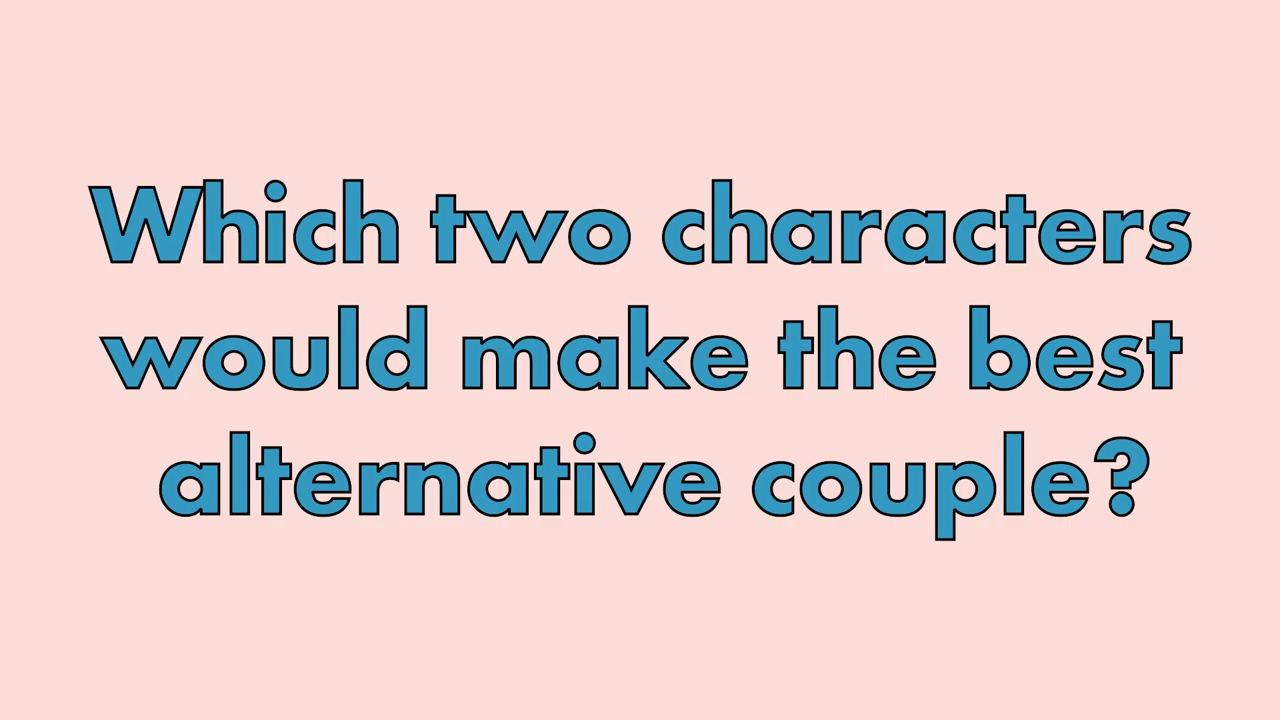 Which two characters
would make the best
alternative couple?